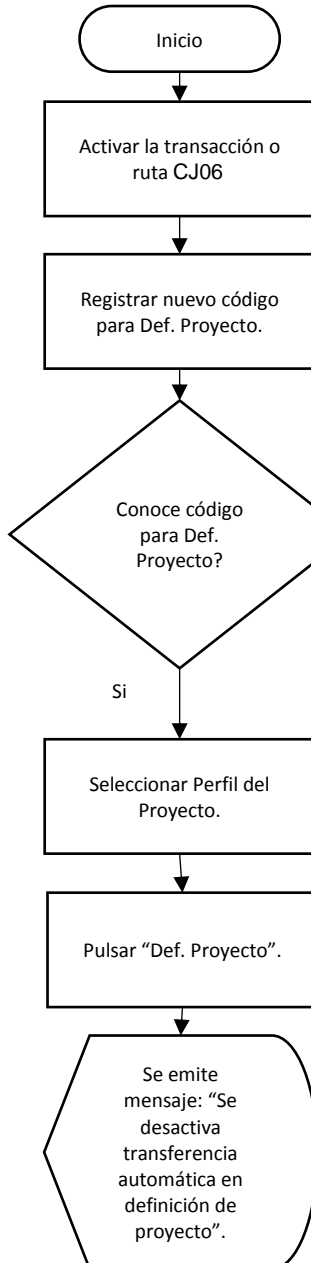 Inicio
Activar la transacción o
ruta CJ06
Registrar nuevo código
para Def. Proyecto.
Conoce código
para Def.
Proyecto?
Si
Seleccionar Perfil del
Proyecto.
Pulsar “Def. Proyecto”.
Se emite
mensaje: “Se
desactiva
transferencia
automática en
definición de
proyecto”.